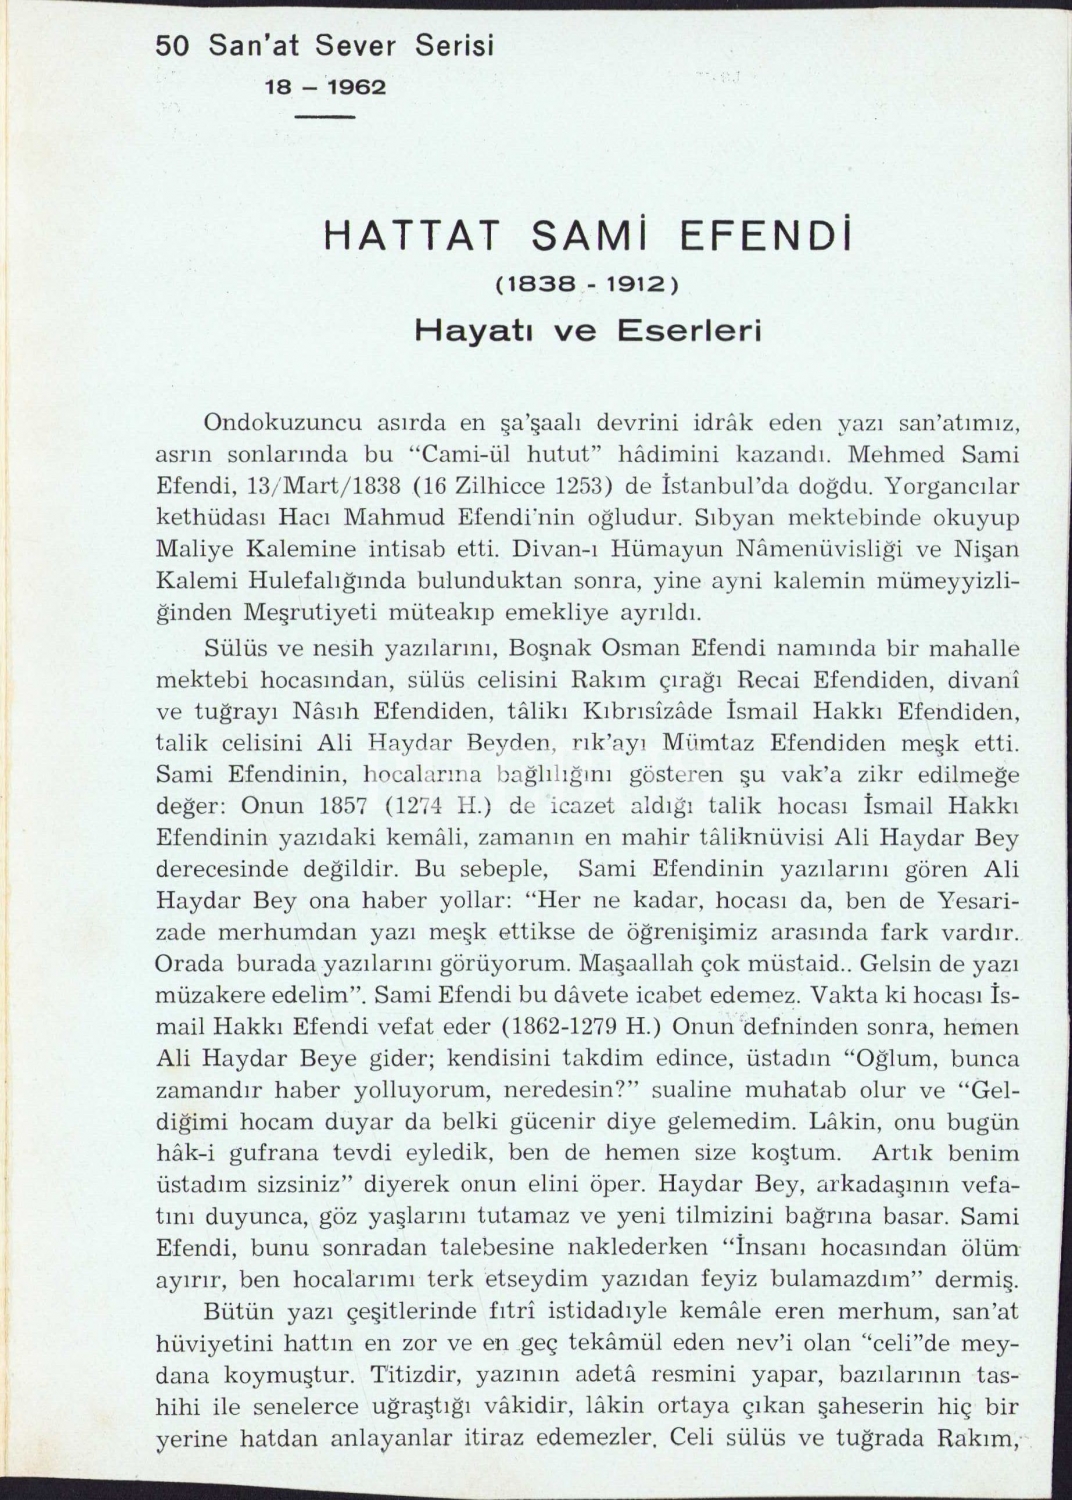 50 San'at Sever Serisi
18 – 1962
HATTAT SAMİ EFENDİ
(1838 - 1912)
Hayatı ve Eserleri
Ondokuzuncu asırda en şa'şaalı devrini idrâk eden yazı san'atımız,
asrın sonlarında bu “Cami-ül hutut” hâdimini kazandı. Mehmed Sami
Efendi, 13/Mart/1838 (16 Zilhicce 1253) de İstanbul'da doğdu. Yorgancılar
kethüdası Hacı Mahmud Efendi'nin oğludur. Sıbyan mektebinde okuyup
Maliye Kalemine intisab etti. Divan-ı Hümayun Nâmenüvisliği ve Nişan
Kalemi Hulefalığında bulunduktan sonra, yine ayni kalemin mümeyyizli-
ğinden Meşrutiyeti müteakıp emekliye ayrıldı.
Sülüs ve nesih yazılarını, Boşnak Osman Efendi namında bir mahalle
mektebi hocasından, sülüs celisini Rakım çırağı Recai Efendiden, divanî
ve tuğrayı Nâsıh Efendiden, tâlikı Kıbrısîzâde İsmail Hakkı Efendiden,
talik celisini Ali Haydar Beyden, rık'ayı Mümtaz Efendiden meşk etti.
Sami Efendinin, hocalarına bağlılığını gösteren şu vak'a zikr edilmeğe
değer: Onun 1857 (1274 H.) de icazet aldığı talik hocası İsmail Hakkı
Efendinin yazıdaki kemâli, zamanın en mahir tâliknüvisi Ali Haydar Bey
derecesinde değildir. Bu sebeple, Sami Efendinin yazılarını gören Ali
Haydar Bey ona haber yollar: “Her ne kadar, hocası da, ben de Yesari-
zade merhumdan yazı meşk ettikse de öğrenişimiz arasında fark vardır.
Orada burada yazılarını görüyorum. Maşaallah çok müstaid.. Gelsin de yazı
müzakere edelim”. Sami Efendi bu dâvete icabet edemez. Vakta ki hocası İs-
mail Hakkı Efendi vefat eder (1862-1279 H.) Onun defninden sonra, hemen
Ali Haydar Beye gider; kendisini takdim edince, üstadın “Oğlum, bunca
zamandır haber yolluyorum, neredesin?” sualine muhatab olur ve “Gel-
diğimi hocam duyar da belki gücenir diye gelemedim. Lâkin, onu bugün
hâk-i gufrana tevdi eyledik, ben de hemen size koştum. Artık benim
üstadım sizsiniz” diyerek onun elini öper. Haydar Bey, arkadaşının vefa-
tını duyunca, göz yaşlarını tutamaz ve yeni tilmizini bağrına basar. Sami
Efendi, bunu sonradan talebesine naklederken “İnsanı hocasından ölüm
ayırır, ben hocalarımı terk etseydim yazıdan feyiz bulamazdım” dermiş.
Bütün yazı çeşitlerinde fıtrî istidadıyle kemâle eren merhum, san'at
hüviyetini hattın en zor ve en geç tekâmül eden nev'i olan “celi”de mey-
dana koymuştur. Titizdir, yazının adetâ resmini yapar, bazılarının tas-
hihi ile senelerce uğraştığı vâkidir, lâkin ortaya çıkan şaheserin hiç bir
yerine hatdan anlayanlar itiraz edemezler. Celi sülüs ve tuğrada Rakım,